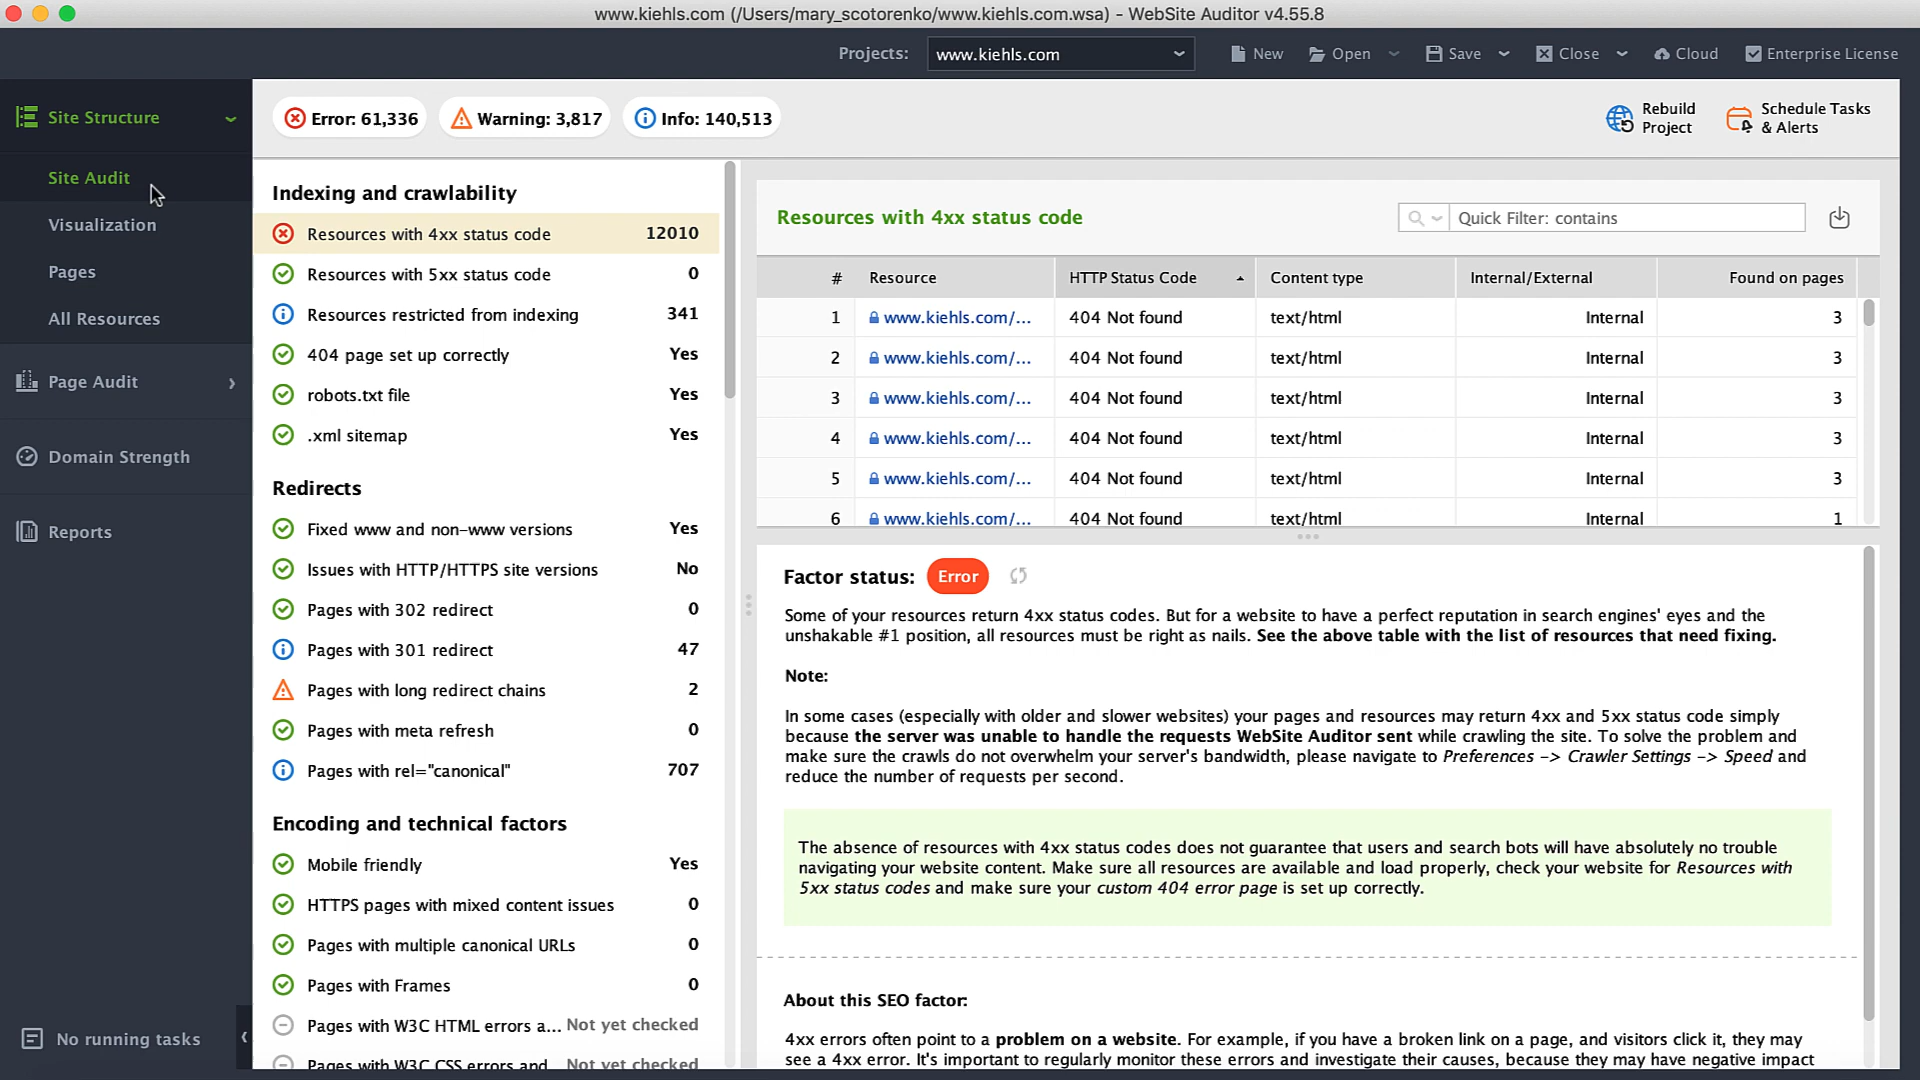 www.kiehls.com (/Users/mary_scotorenko/www.kiehls.com.wsa) - WebSite Auditor v4.55.8
Projects: www.kiehls.com New Open Save Close Cloud Enterprise License
Site Structure
Site Audit
Visualization
Pages
All Resources
Page Audit
Domain Strength
Reports
No running tasks
Error: 61,336 Warning: 3,817 Info: 140,513
Rebuild
Project
Schedule Tasks
& Alerts
Indexing and crawlability
Resources with 4xx status code 12010
Resources with 5xx status code 0
Resources restricted from indexing 341
404 page set up correctly Yes
robots.txt file Yes
.xml sitemap Yes
Redirects
Fixed www and non-www versions Yes
Issues with HTTP/HTTPS site versions No
Pages with 302 redirect 0
Pages with 301 redirect 47
Pages with long redirect chains 2
Pages with meta refresh 0
Pages with rel="canonical" 707
Encoding and technical factors
Mobile friendly Yes
HTTPS pages with mixed content issues 0
Pages with multiple canonical URLs 0
Pages with Frames 0
Pages with W3C HTML errors a... Not yet checked
Pages with W3C CSS errors and Not yet checked
Resources with 4xx status code
Quick Filter: contains
# Resource HTTP Status Code Content type Internal/External Found on pages
1 www.kiehls.com/... 404 Not found text/html Internal 3
2 www.kiehls.com/... 404 Not found text/html Internal 3
3 www.kiehls.com/... 404 Not found text/html Internal 3
4 www.kiehls.com/... 404 Not found text/html Internal 3
5 www.kiehls.com/... 404 Not found text/html Internal 3
6 www.kiehls.com/... 404 Not found text/html Internal 1
Factor status: Error
Some of your resources return 4xx status codes. But for a website to have a perfect reputation in search engines' eyes and the
unshakable #1 position, all resources must be right as nails. See the above table with the list of resources that need fixing.
Note:
In some cases (especially with older and slower websites) your pages and resources may return 4xx and 5xx status code simply
because the server was unable to handle the requests WebSite Auditor sent while crawling the site. To solve the problem and
make sure the crawls do not overwhelm your server's bandwidth, please navigate to Preferences -> Crawler Settings -> Speed and
reduce the number of requests per second.
The absence of resources with 4xx status codes does not guarantee that users and search bots will have absolutely no trouble
navigating your website content. Make sure all resources are available and load properly, check your website for Resources with
5xx status codes and make sure your custom 404 error page is set up correctly.
About this SEO factor:
4xx errors often point to a problem on a website. For example, if you have a broken link on a page, and visitors click it, they may
see a 4xx error. It's important to regularly monitor these errors and investigate their causes, because they may have negative impact